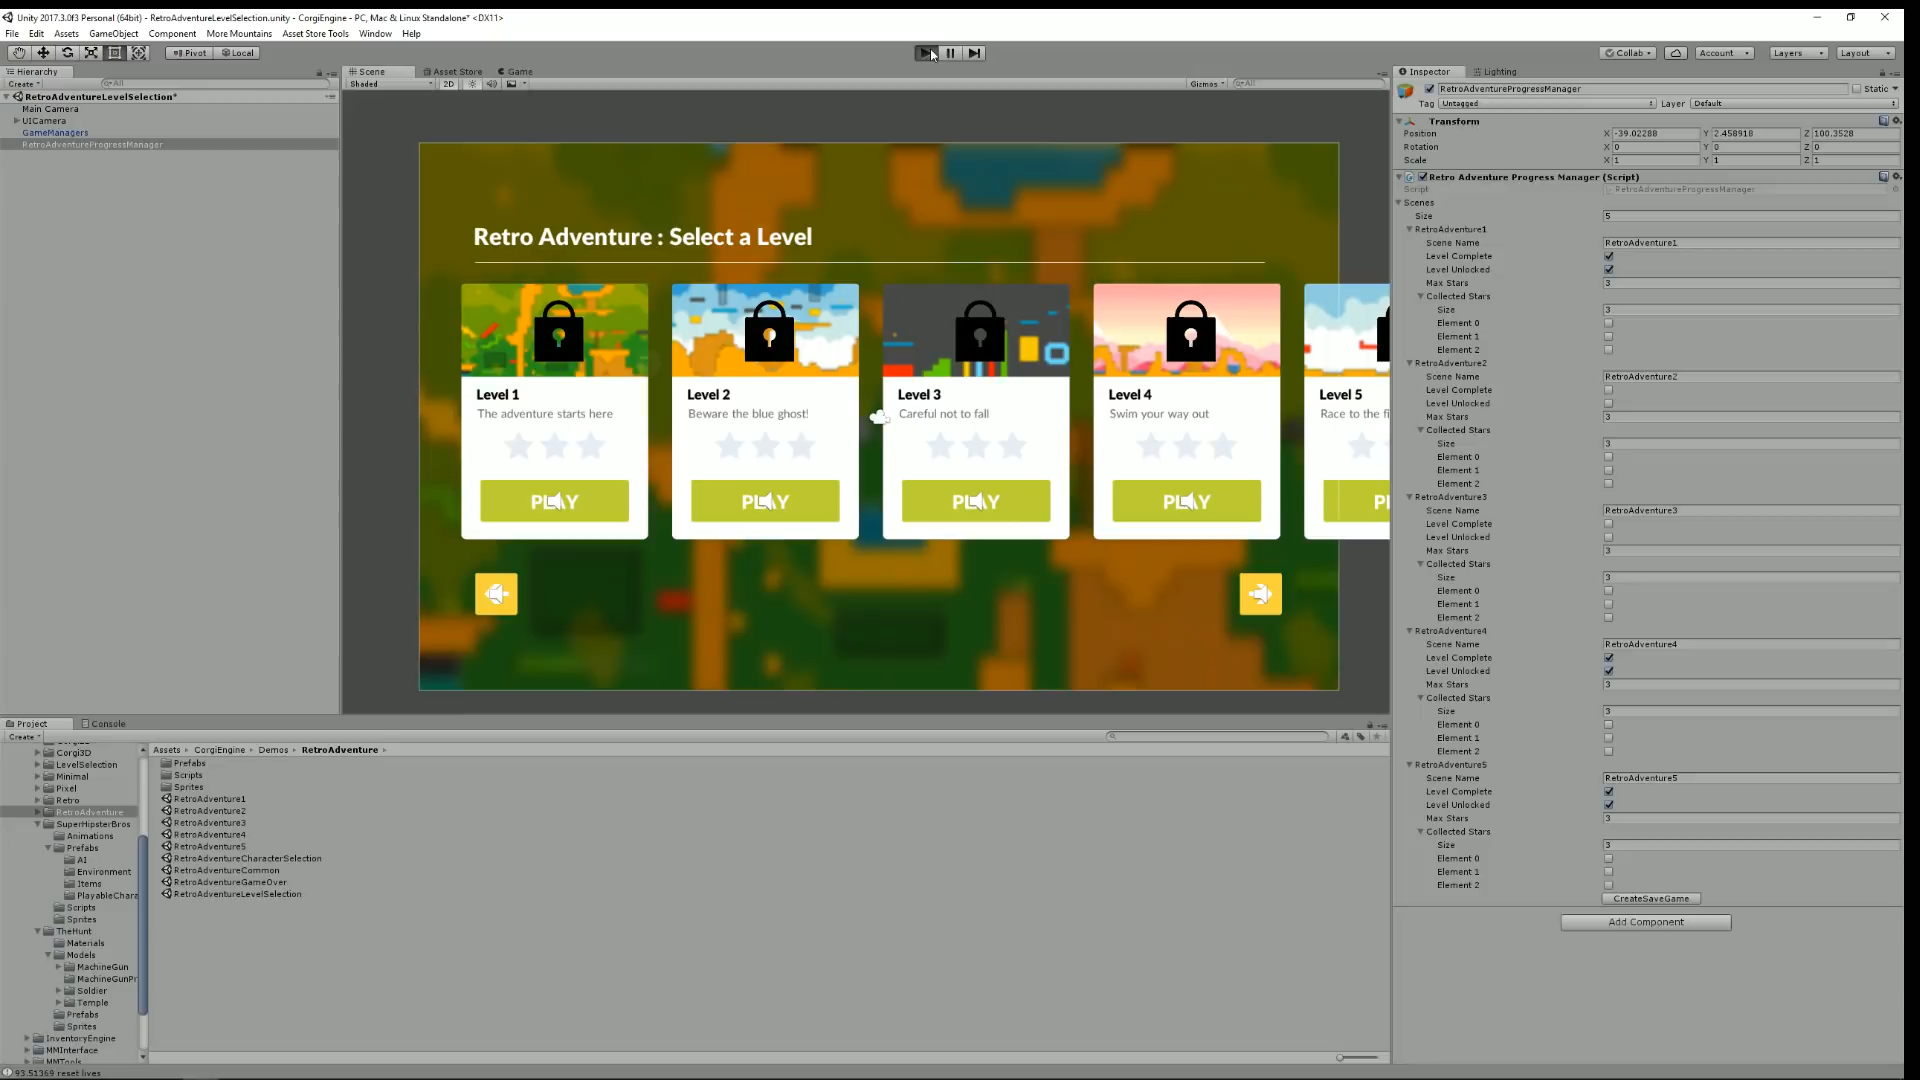 Unity 2017.3.0f3 Personal (64bit) - RetroAdventureLevelSelection.unity - CorgiEngine - PC, Mac & Linux Standalone* <DX11>
File Edit Assets GameObject Component More Mountains Asset Store Tools Window Help
Pivot Local Collab Account Layers Layout
Hierarchy
Create All
RetroAdventureLevelSelection*
Main Camera
UICamera
GameManagers
RetroAdventureProgressManager
Scene Asset Store Game
Shaded 2D Gizmos All
Retro Adventure : Select a Level
Level 1
The adventure starts here
PLAY
Level 2
Beware the blue ghost!
PLAY
Level 3
Careful not to fall
PLAY
Level 4
Swim your way out
PLAY
Level 5
Race to the fi
Inspector Lighting
RetroAdventureProgressManager Static
Tag Untagged Layer Default
Transform
Position X -39.02288 Y 2.458918 Z 100.3528
Rotation X 0 Y 0 Z 0
Scale X 1 Y 1 Z 1
Retro Adventure Progress Manager (Script)
Script RetroAdventureProgressManager
Scenes
Size 5
RetroAdventure1
Scene Name RetroAdventure1
Level Complete
Level Unlocked
Max Stars 3
Collected Stars
Size 3
Element 0
Element 1
Element 2
RetroAdventure2
Scene Name RetroAdventure2
Level Complete
Level Unlocked
Max Stars 3
Collected Stars
Size 3
Element 0
Element 1
Element 2
RetroAdventure3
Scene Name RetroAdventure3
Level Complete
Level Unlocked
Max Stars 3
Collected Stars
Size 3
Element 0
Element 1
Element 2
RetroAdventure4
Scene Name RetroAdventure4
Level Complete
Level Unlocked
Max Stars 3
Collected Stars
Size 3
Element 0
Element 1
Element 2
RetroAdventure5
Scene Name RetroAdventure5
Level Complete
Level Unlocked
Max Stars 3
Collected Stars
Size 3
Element 0
Element 1
Element 2
CreateSaveGame
Add Component
Project Console
Create
Corgi3D
LevelSelection
Minimal
Pixel
Retro
RetroAdventure
SuperHipsterBros
Animations
Prefabs
AI
Environment
Items
PlayableChara
Scripts
Sprites
TheHunt
Materials
Models
MachineGun
MachineGunPr
Soldier
Temple
Prefabs
Sprites
InventoryEngine
MMInterface
MMTools
Assets CorgiEngine Demos RetroAdventure
Prefabs
Scripts
Sprites
RetroAdventure1
RetroAdventure2
RetroAdventure3
RetroAdventure4
RetroAdventure5
RetroAdventureCharacterSelection
RetroAdventureCommon
RetroAdventureGameOver
RetroAdventureLevelSelection
93.51369 reset lives